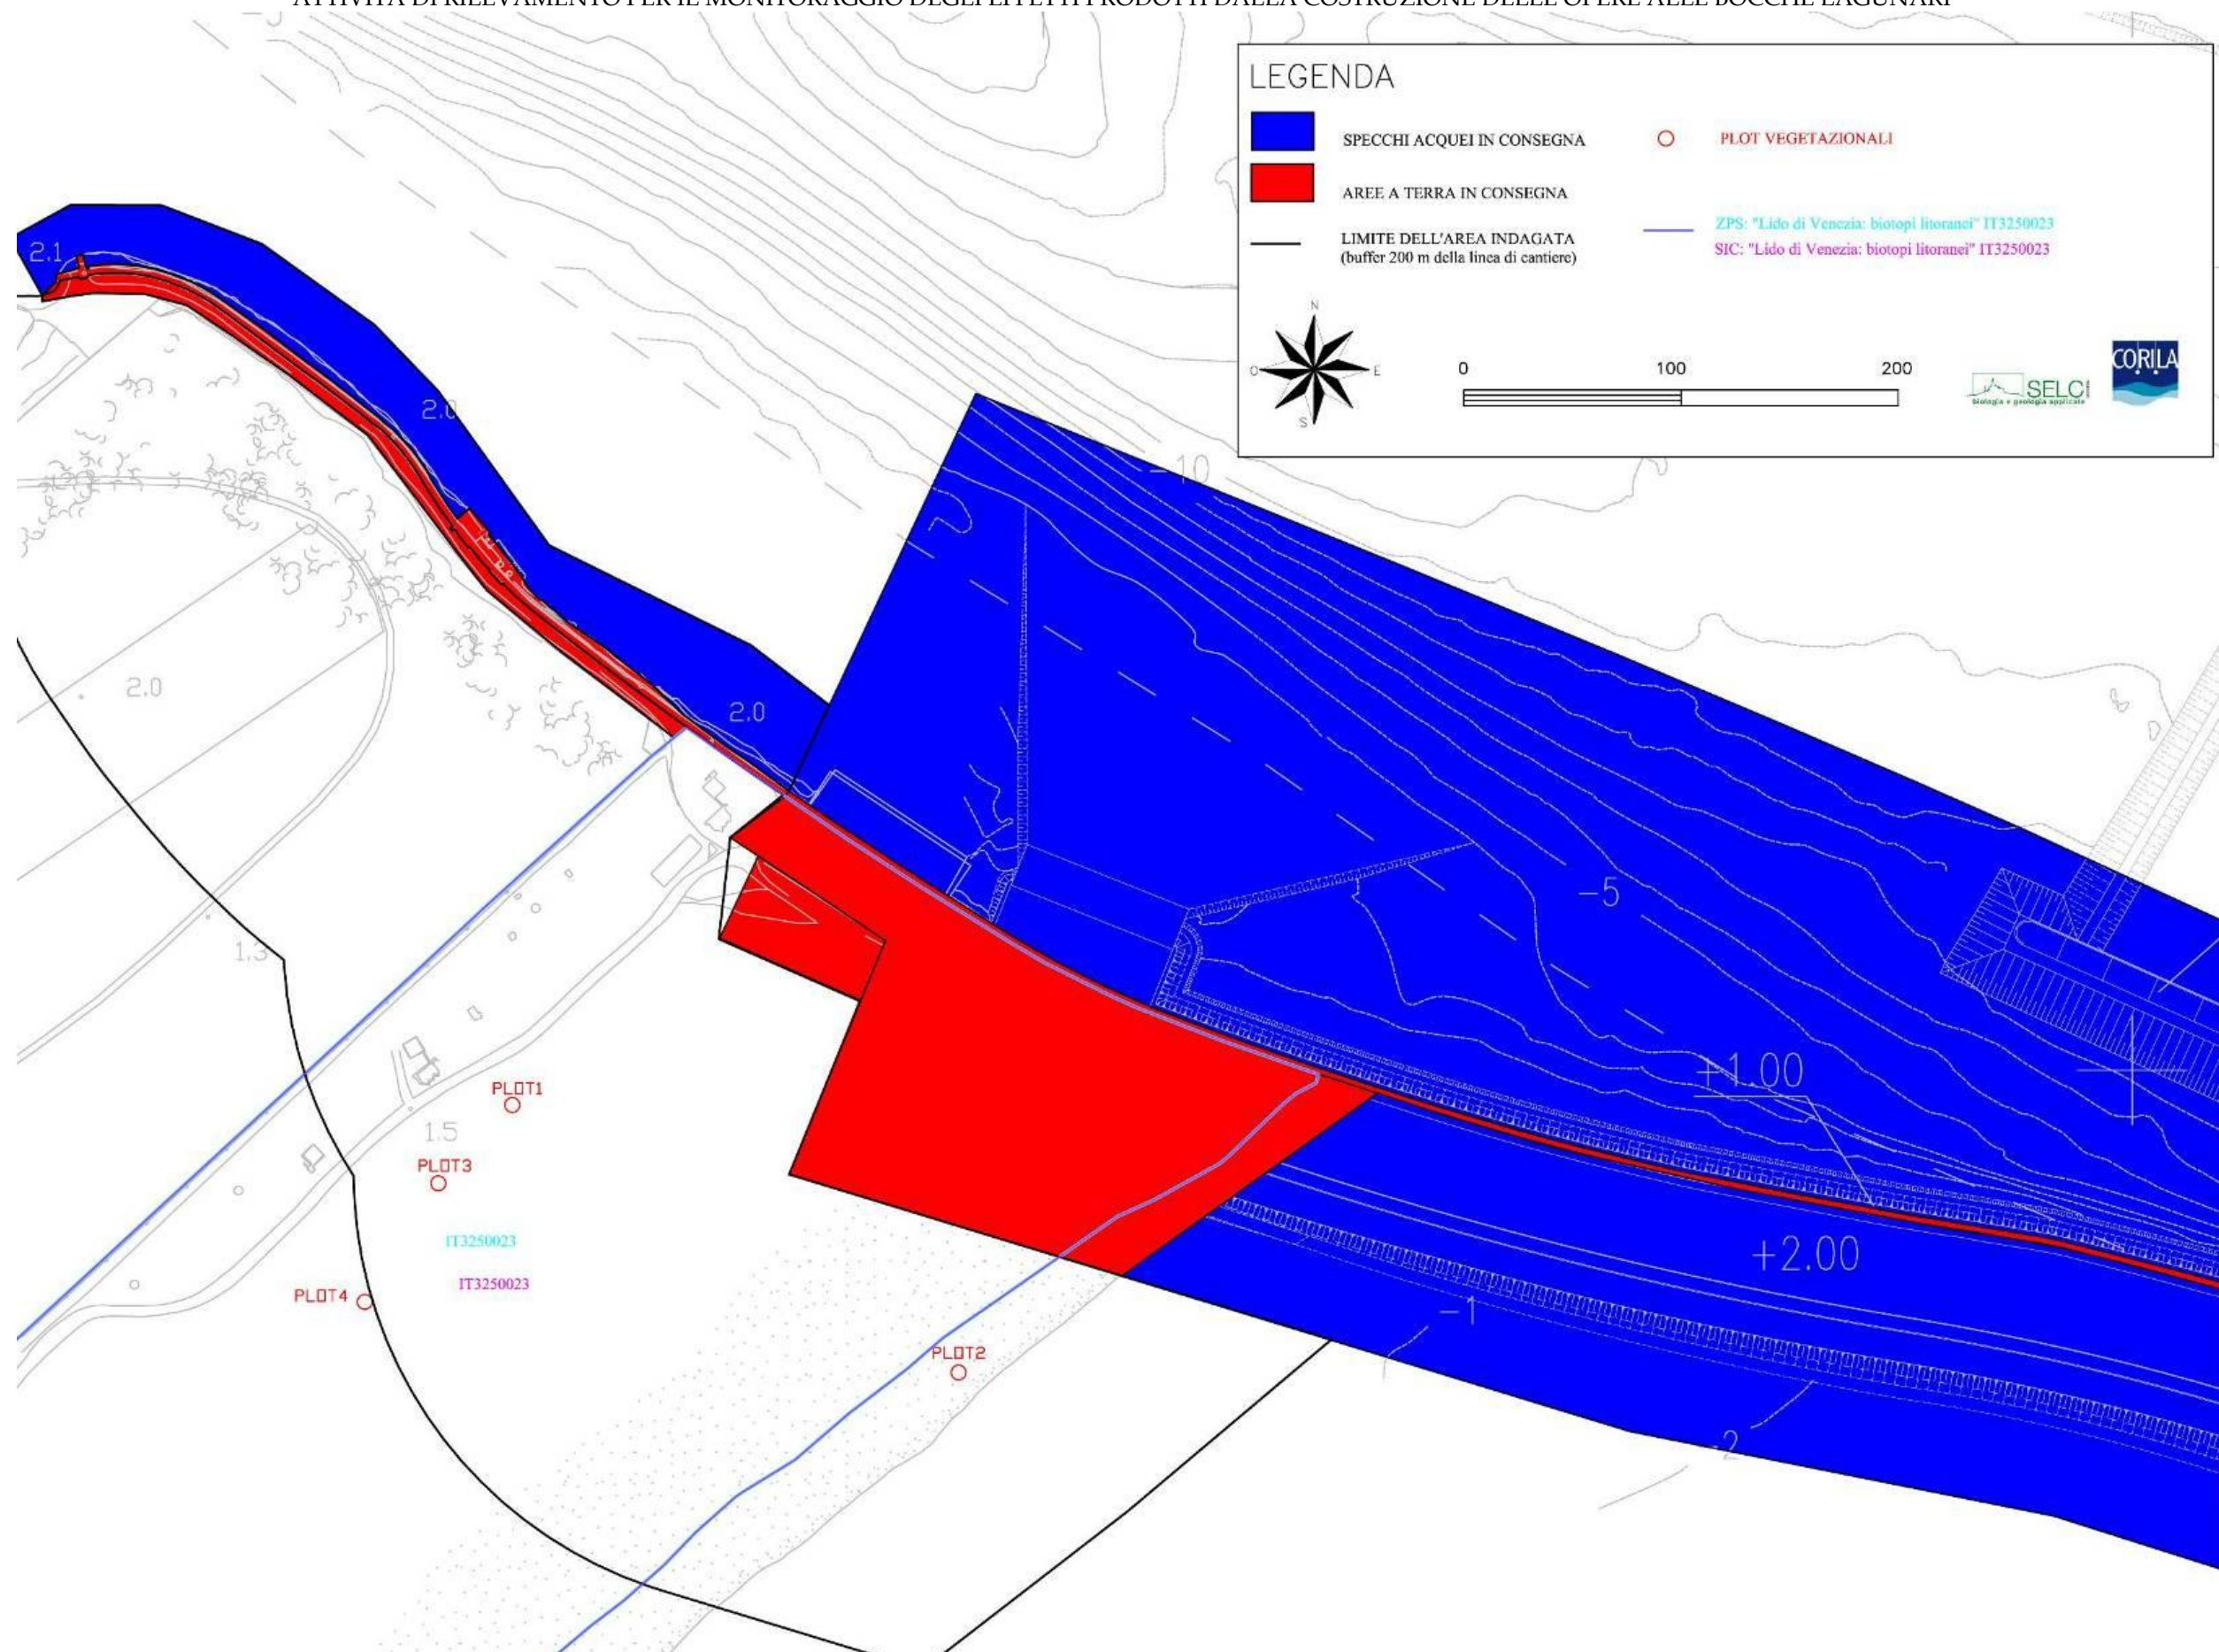 ATTIVITÀ DI RILEVAMENTO PER IL MONITORAGGIO DEGLI EFFETTI PRODOTTI DALLA COSTRUZIONE DELLE OPERE ALLE BOCCHE LAGUNARI
LEGENDA
SPECCHI ACQUEI IN CONSEGNA
PLOT VEGETAZIONALI
AREE A TERRA IN CONSEGNA
LIMITE DELL'AREA INDAGATA
(buffer 200 m della linea di cantiere)
ZPS: "Lido di Venezia: biotopi litoranei" IT3250023
SIC: "Lido di Venezia: biotopi litoranei" IT3250023
N
O
E
S
0 100 200
SELC
biologia e geologia applicate
CORILA
2.1
2.0
-10
2.0
2.0
-5
1.3
+1.00
PLOT1
1.5
PLOT3
IT3250023
+2.00
IT3250023
PLOT4
-1
PLOT2
-2